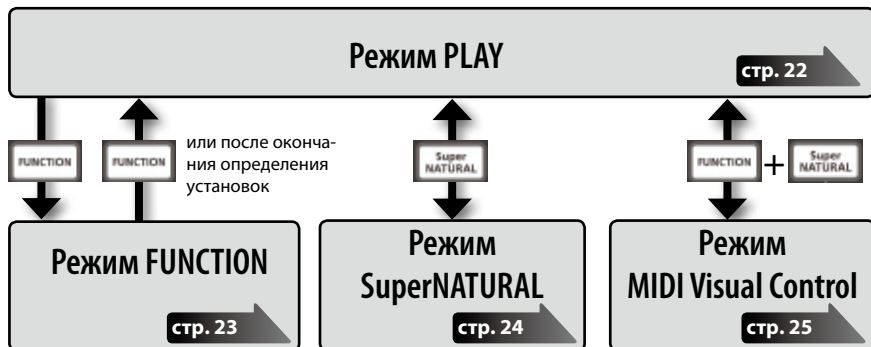 Режим PLAY
стр. 22
FUNCTION
FUNCTION
или после оконча-
ния определения
установок
Super
NATURAL
FUNCTION
+
Super
NATURAL
Режим FUNCTION
стр. 23
Режим
SuperNATURAL
стр. 24
Режим
MIDI Visual Control
стр. 25